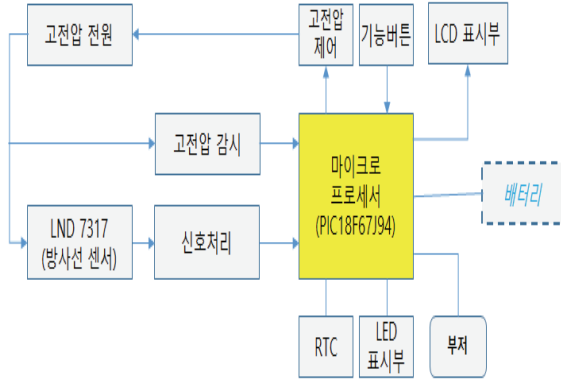 고전압 전원
고전압
제어
기능버튼
LCD 표시부
고전압 감시
마이크로
프로세서
(PIC18F67J94)
배터리
LND 7317
(방사선 센서)
신호처리
RTC
LED
표시부
부저